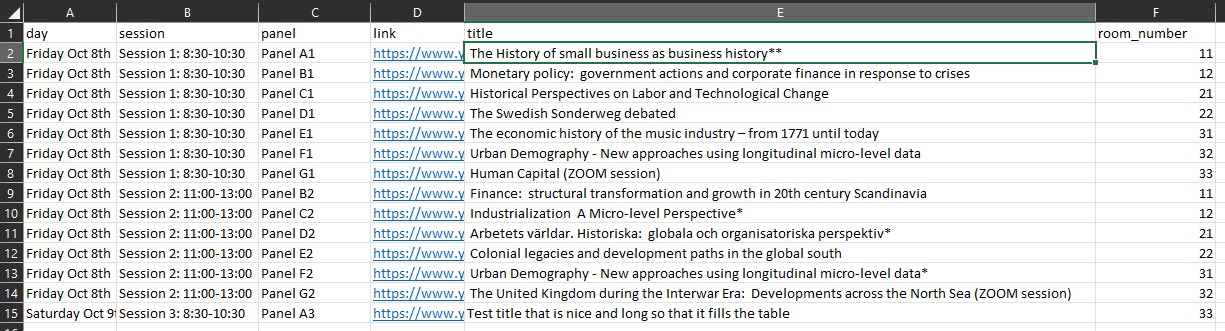 A B C D E F
1 day session panel link title room_number
2 Friday Oct 8th Session 1: 8:30-10:30 Panel A1 https://www.y The History of small business as business history** 11
3 Friday Oct 8th Session 1: 8:30-10:30 Panel B1 https://www.y Monetary policy: government actions and corporate finance in response to crises 12
4 Friday Oct 8th Session 1: 8:30-10:30 Panel C1 https://www.y Historical Perspectives on Labor and Technological Change 21
5 Friday Oct 8th Session 1: 8:30-10:30 Panel D1 https://www.y The Swedish Sonderweg debated 22
6 Friday Oct 8th Session 1: 8:30-10:30 Panel E1 https://www.y The economic history of the music industry – from 1771 until today 31
7 Friday Oct 8th Session 1: 8:30-10:30 Panel F1 https://www.y Urban Demography - New approaches using longitudinal micro-level data 32
8 Friday Oct 8th Session 1: 8:30-10:30 Panel G1 https://www.y Human Capital (ZOOM session) 33
9 Friday Oct 8th Session 2: 11:00-13:00 Panel B2 https://www.y Finance: structural transformation and growth in 20th century Scandinavia 11
10 Friday Oct 8th Session 2: 11:00-13:00 Panel C2 https://www.y Industrialization A Micro-level Perspective* 12
11 Friday Oct 8th Session 2: 11:00-13:00 Panel D2 https://www.y Arbetets världar. Historiska: globala och organisatoriska perspektiv* 21
12 Friday Oct 8th Session 2: 11:00-13:00 Panel E2 https://www.y Colonial legacies and development paths in the global south 22
13 Friday Oct 8th Session 2: 11:00-13:00 Panel F2 https://www.y Urban Demography - New approaches using longitudinal micro-level data* 31
14 Friday Oct 8th Session 2: 11:00-13:00 Panel G2 https://www.y The United Kingdom during the Interwar Era: Developments across the North Sea (ZOOM session) 32
15 Saturday Oct 9t Session 3: 8:30-10:30 Panel A3 https://www.y Test title that is nice and long so that it fills the table 33